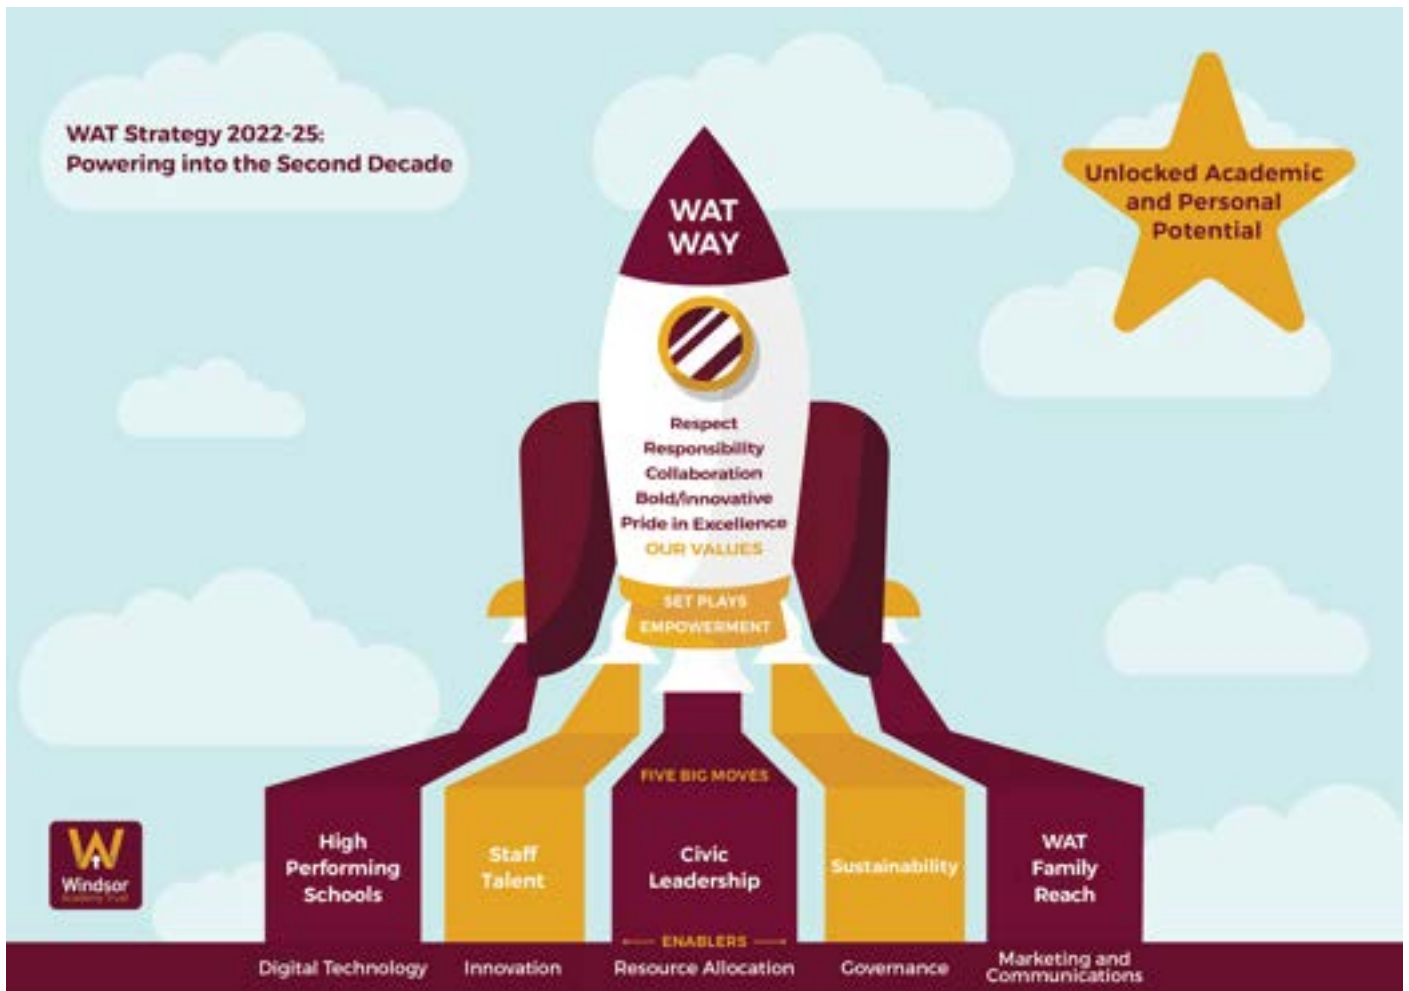 WAT Strategy 2022-25:
Powering into the Second Decade
Unlocked Academic
and Personal
Potential
WAT
WAY
Respect
Responsibility
Collaboration
Bold/Innovative
Pride in Excellence
OUR VALUES
SET PLAYS
EMPOWERMENT
FIVE BIG MOVES
High
Performing
Schools
Staff
Talent
Civic
Leadership
Sustainability
WAT
Family
Reach
W
Windsor
Academy Trust
ENABLERS
Digital Technology
Innovation
Resource Allocation
Governance
Marketing and
Communications